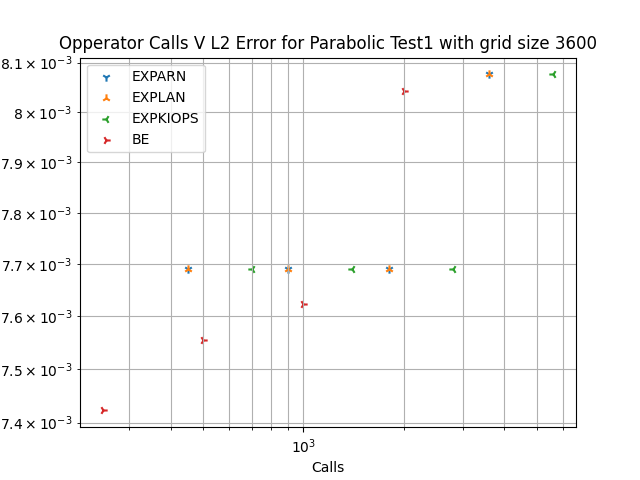 Opperator Calls V L2 Error for Parabolic Test1 with grid size 3600
8.1 × 10⁻³
8 × 10⁻³
7.9 × 10⁻³
7.8 × 10⁻³
7.7 × 10⁻³
7.6 × 10⁻³
7.5 × 10⁻³
7.4 × 10⁻³
EXPARN
EXPLAN
EXPKIOPS
BE
10³
Calls